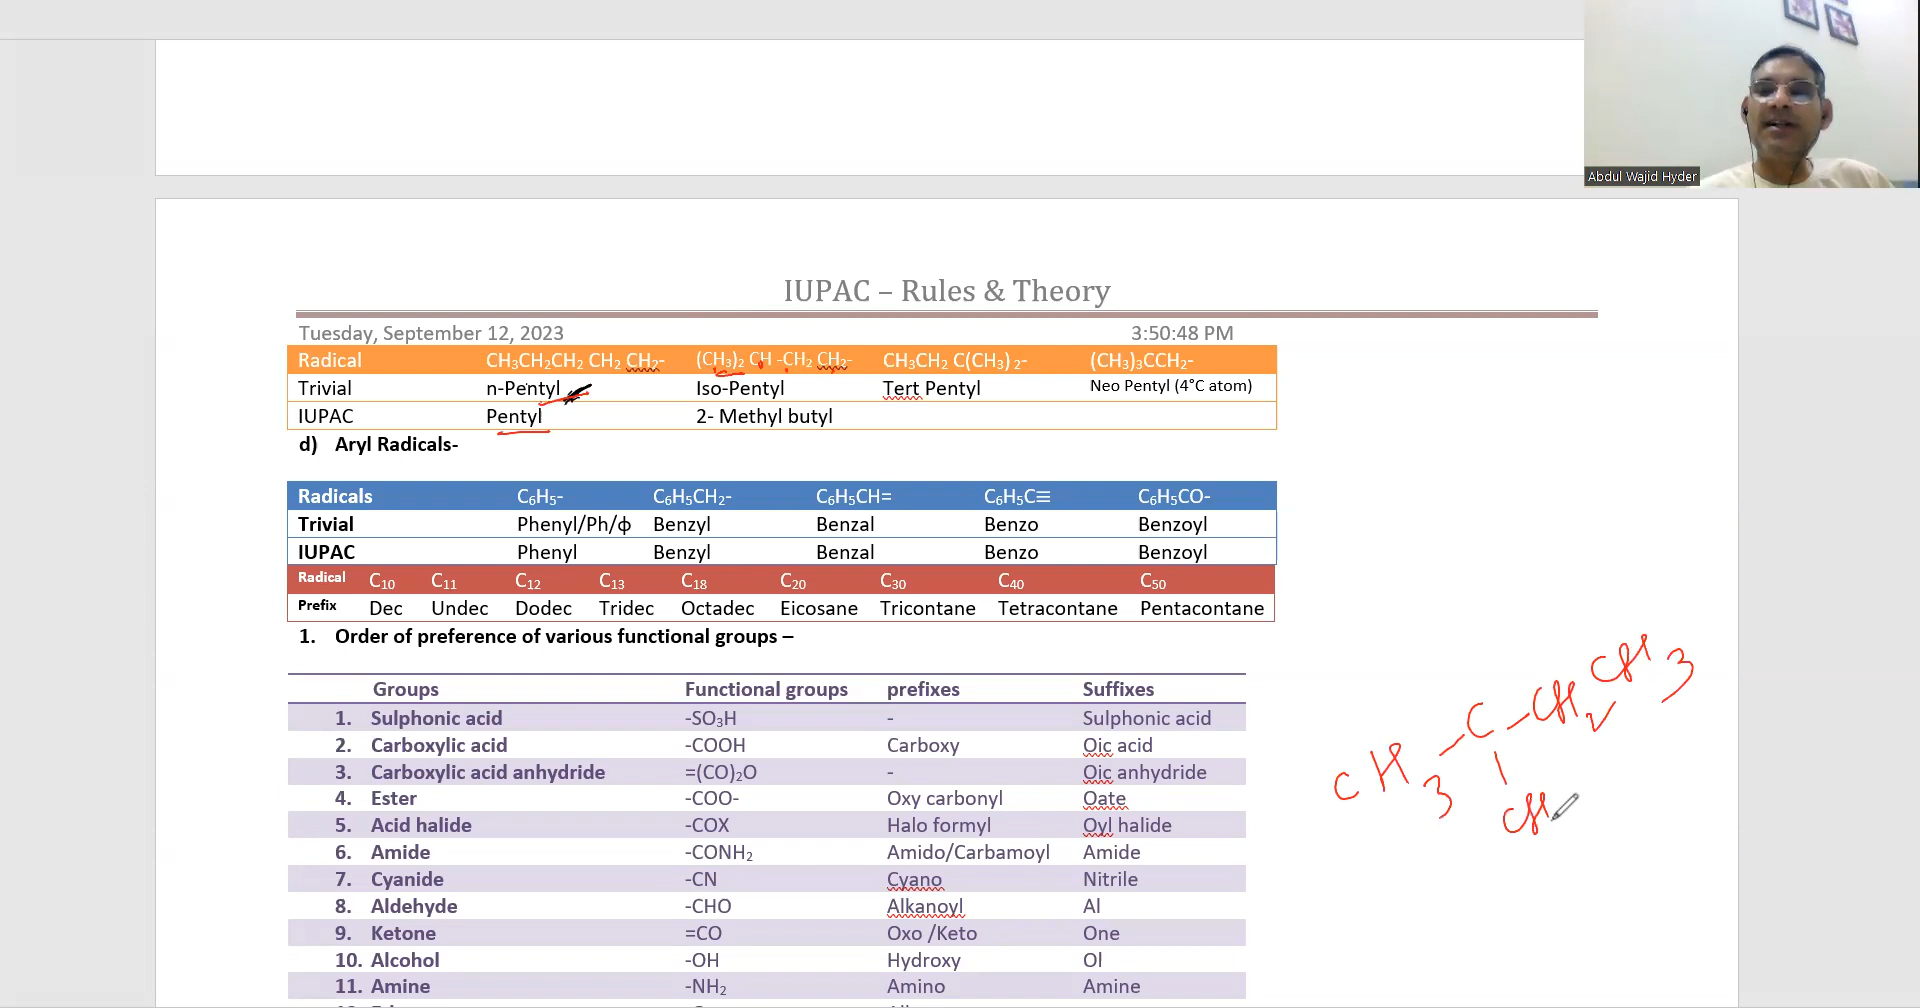 Abdul Wajid Hyder
IUPAC – Rules & Theory
Tuesday, September 12, 2023 3:50:48 PM
Radical CH₃CH₂CH₂ CH₂ CH₂- (CH₃)₂ CH -CH₂ CH₂- CH₃CH₂ C(CH₃) ₂- (CH₃)₃CCH₂-
Trivial n-Pentyl Iso-Pentyl Tert Pentyl Neo Pentyl (4°C atom)
IUPAC Pentyl 2- Methyl butyl
d) Aryl Radicals-
Radicals C₆H₅- C₆H₅CH₂- C₆H₅CH= C₆H₅C≡ C₆H₅CO-
Trivial Phenyl/Ph/ϕ Benzyl Benzal Benzo Benzoyl
IUPAC Phenyl Benzyl Benzal Benzo Benzoyl
Radical C₁₀ C₁₁ C₁₂ C₁₃ C₁₈ C₂₀ C₃₀ C₄₀ C₅₀
Prefix Dec Undec Dodec Tridec Octadec Eicosane Tricontane Tetracontane Pentacontane
1. Order of preference of various functional groups –
Groups Functional groups prefixes Suffixes
1. Sulphonic acid -SO₃H - Sulphonic acid
2. Carboxylic acid -COOH Carboxy Oic acid
3. Carboxylic acid anhydride =(CO)₂O - Oic anhydride
4. Ester -COO- Oxy carbonyl Oate
5. Acid halide -COX Halo formyl Oyl halide
6. Amide -CONH₂ Amido/Carbamoyl Amide
7. Cyanide -CN Cyano Nitrile
8. Aldehyde -CHO Alkanoyl Al
9. Ketone =CO Oxo /Keto One
10. Alcohol -OH Hydroxy Ol
11. Amine -NH₂ Amino Amine
CH₃ - C - CH₂ CH₃
CH